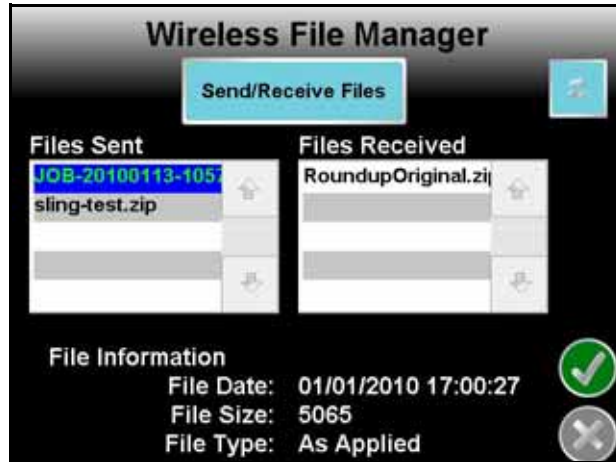 Wireless File Manager
Send/Receive Files
Files Sent
JOB-20100113-1057
sling-test.zip
Files Received
RoundupOriginal.zip
File Information
File Date: 01/01/2010 17:00:27
File Size: 5065
File Type: As Applied